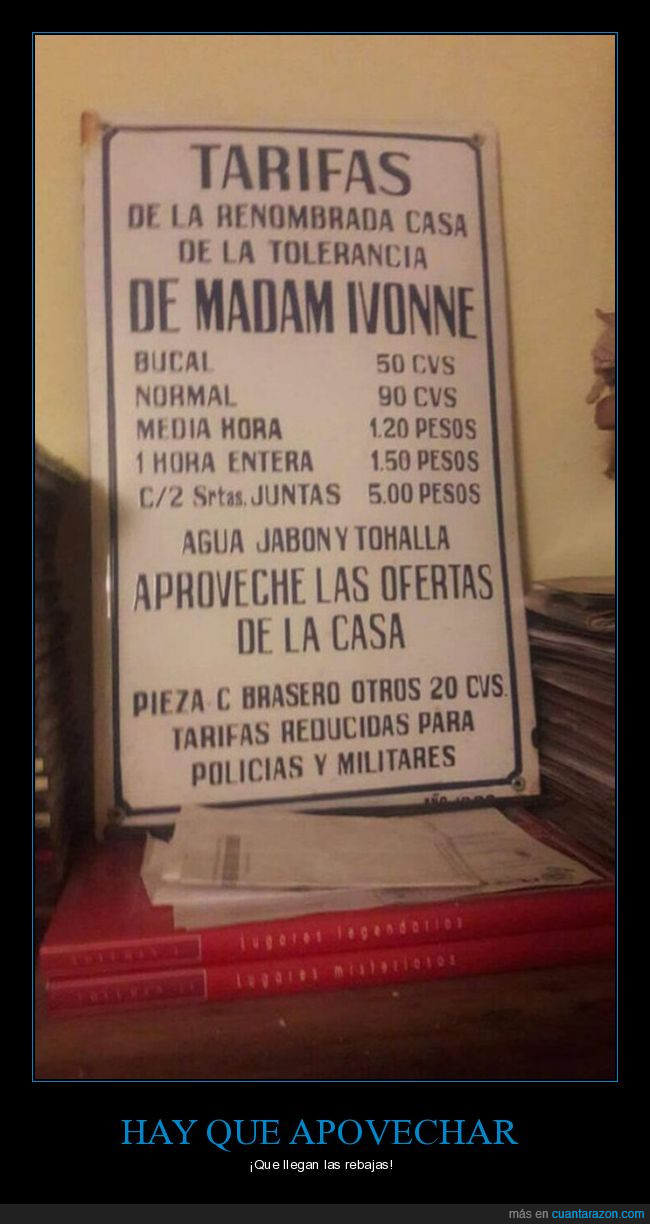 TARIFAS
DE LA RENOMBRADA CASA
DE LA TOLERANCIA
DE MADAM IVONNE
BUCAL 50 CVS
NORMAL 90 CVS
MEDIA HORA 1.20 PESOS
1 HORA ENTERA 1.50 PESOS
C/2 Srtas. JUNTAS 5.00 PESOS
AGUA JABON Y TOHALLA
APROVECHE LAS OFERTAS
DE LA CASA
PIEZA C BRASERO OTROS 20 CVS.
TARIFAS REDUCIDAS PARA
POLICIAS Y MILITARES
AÑO
Lugares legendarios
Lugares misteriosos
HAY QUE APOVECHAR
¡Que llegan las rebajas!
más en cuantarazon.com